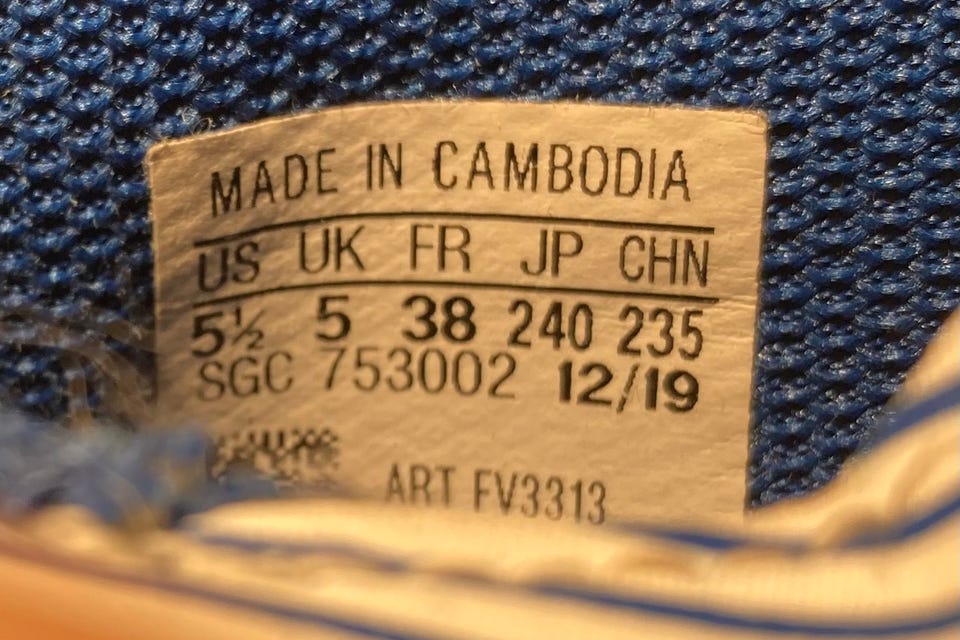 MADE IN CAMBODIA
US UK FR JP CHN
5½ 5 38 240 235
SGC 753002 12/19
ART FV3313